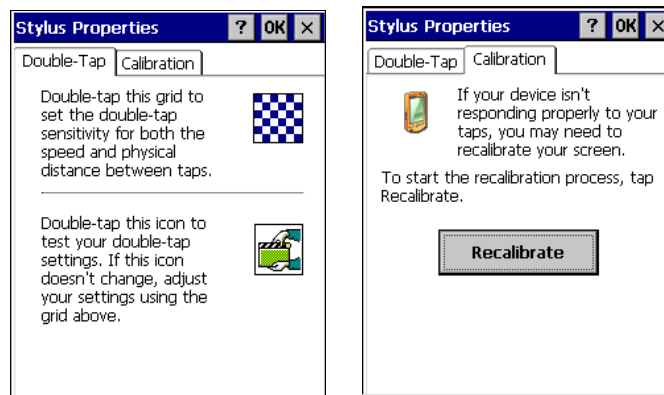 Stylus Properties ? OK ×
Double-Tap Calibration
Double-tap this grid to
set the double-tap
sensitivity for both the
speed and physical
distance between taps.
Double-tap this icon to
test your double-tap
settings. If this icon
doesn't change, adjust
your settings using the
grid above.
Stylus Properties ? OK ×
Double-Tap Calibration
If your device isn't
responding properly to your
taps, you may need to
recalibrate your screen.
To start the recalibration process, tap
Recalibrate.
Recalibrate